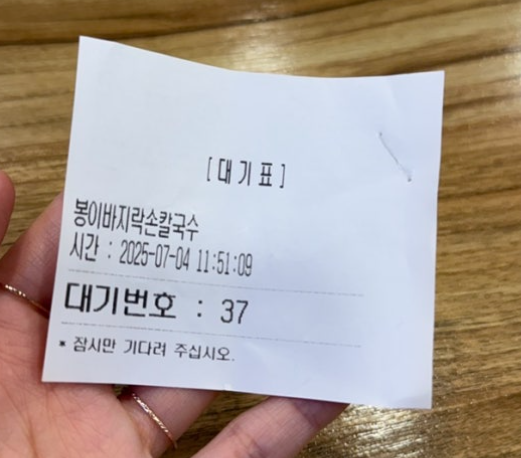 [대기표]
봉이바지락손칼국수
시간 : 2025-07-04 11:51:09
대기번호 : 37
* 잠시만 기다려 주십시오.